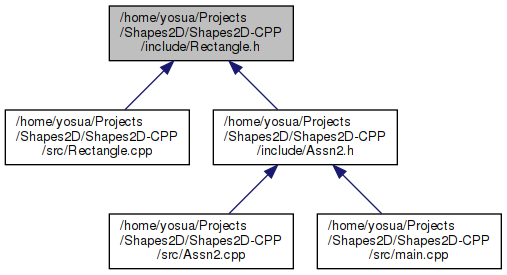 /home/yosua/Projects
/Shapes2D/Shapes2D-CPP
/include/Rectangle.h
/home/yosua/Projects
/Shapes2D/Shapes2D-CPP
/src/Rectangle.cpp
/home/yosua/Projects
/Shapes2D/Shapes2D-CPP
/include/Assn2.h
/home/yosua/Projects
/Shapes2D/Shapes2D-CPP
/src/Assn2.cpp
/home/yosua/Projects
/Shapes2D/Shapes2D-CPP
/src/main.cpp